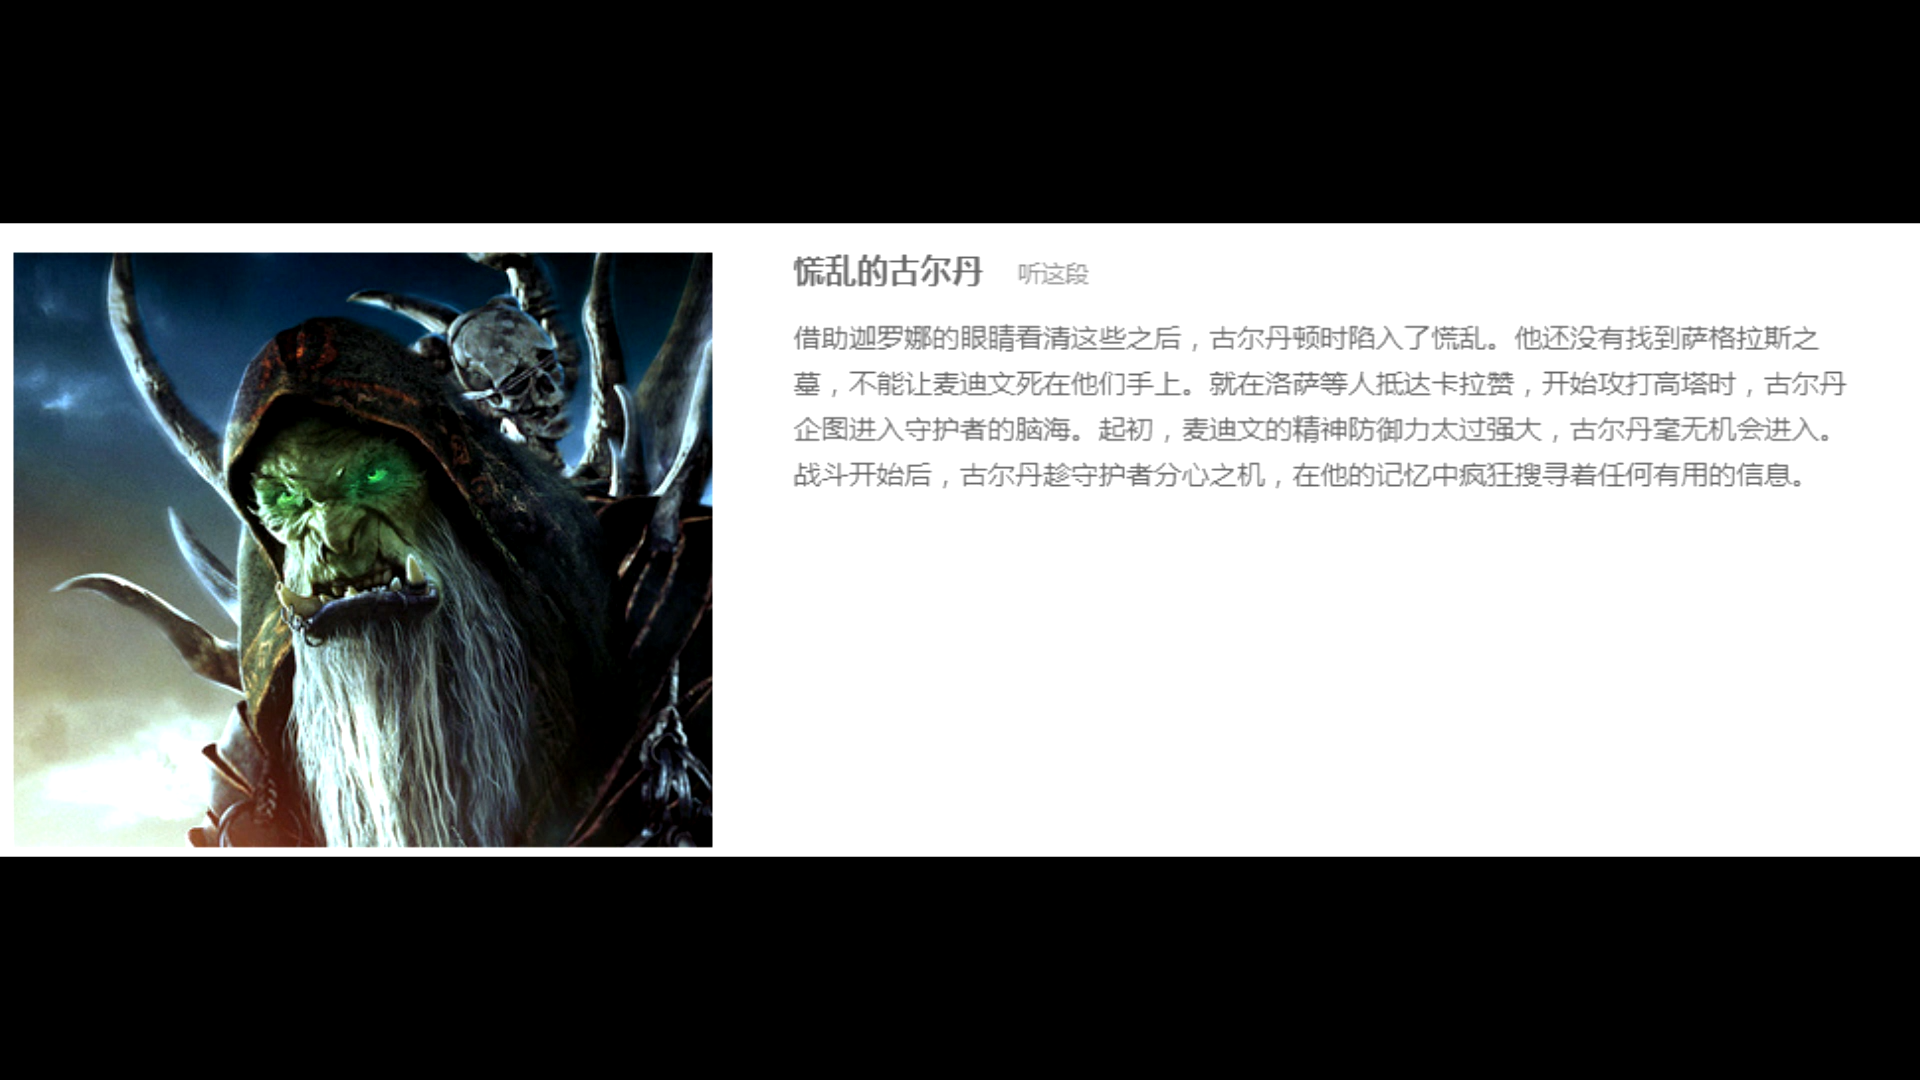 慌乱的古尔丹 听这段
借助迦罗娜的眼睛看清这些之后，古尔丹顿时陷入了慌乱。他还没有找到萨格拉斯之
墓，不能让麦迪文死在他们手上。就在洛萨等人抵达卡拉赞，开始攻打高塔时，古尔丹
企图进入守护者的脑海。起初，麦迪文的精神防御力太过强大，古尔丹毫无机会进入。
战斗开始后，古尔丹趁守护者分心之机，在他的记忆中疯狂搜寻着任何有用的信息。